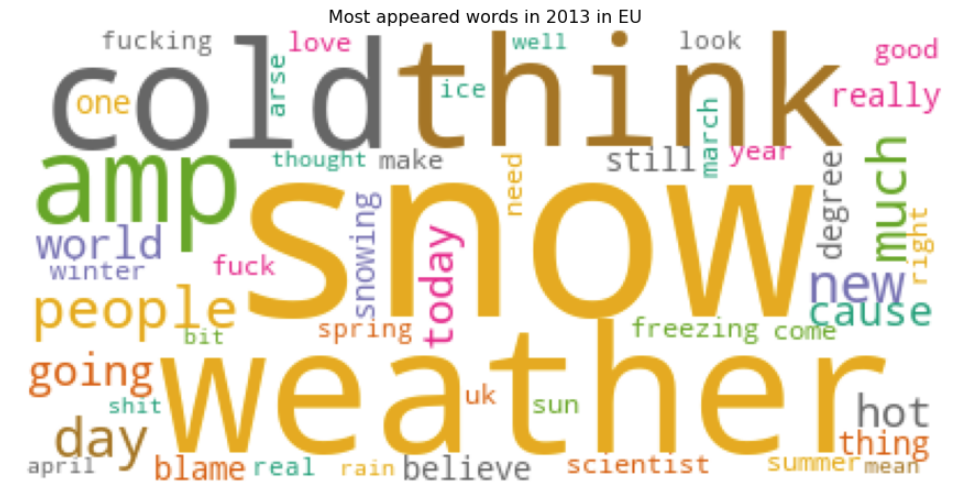 Most appeared words in 2013 in EU
fucking
love
well
look
good
cold
think
arse
ice
one
really
march
amp
thought
make
need
still
year
degree
much
snow
world
winter
fuck
snowing
today
right
new
people
bit
spring
freezing
come
cause
going
weather
shit
uk
sun
hot
day
thing
april
blame
real
rain
believe
scientist
summer
mean